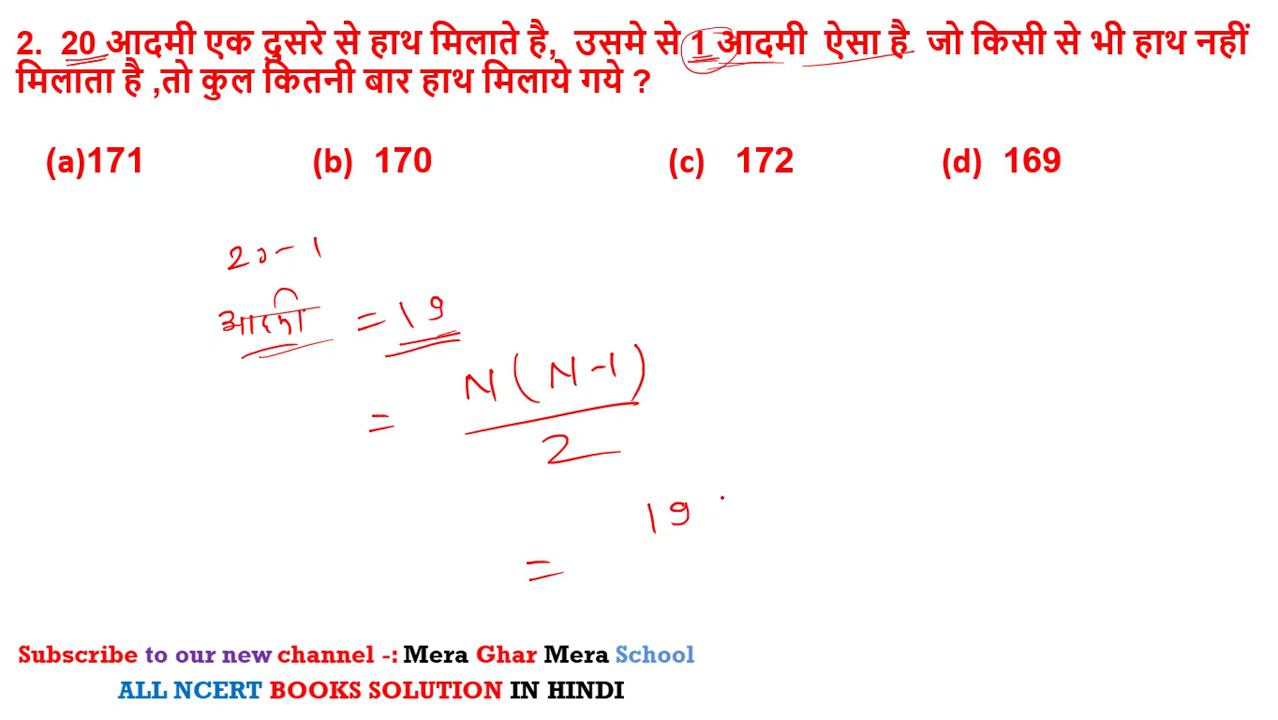 2. 20 आदमी एक दुसरे से हाथ मिलाते है, उसमे से 1 आदमी ऐसा है जो किसी से भी हाथ नहीं
मिलाता है ,तो कुल कितनी बार हाथ मिलाये गये ?
(a)171 (b) 170 (c) 172 (d) 169
20-1
आदमी = 19
= N(N-1)
2
= 19
Subscribe to our new channel -: Mera Ghar Mera School
ALL NCERT BOOKS SOLUTION IN HINDI